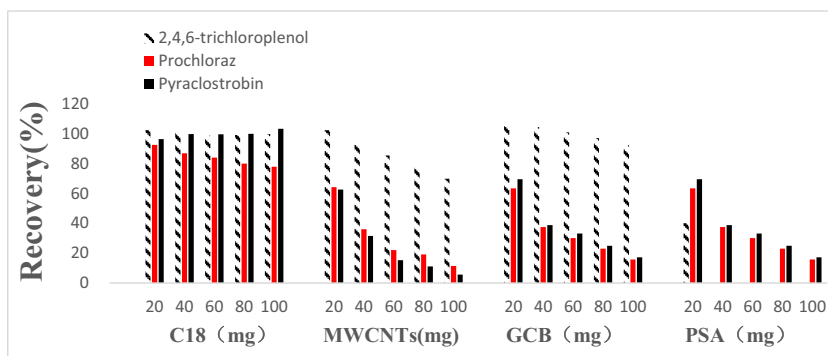 2,4,6-trichloroplenol
Prochloraz
Pyraclostrobin
Recovery(%)
120
100
80
60
40
20
0
20 40 60 80 100 20 40 60 80 100 20 40 60 80 100 20 40 60 80 100
C18（mg） MWCNTs(mg) GCB（mg） PSA（mg）